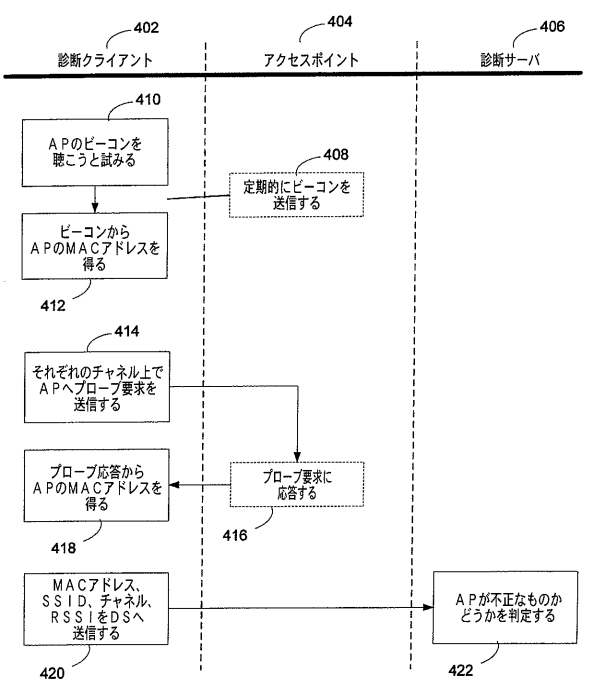 402
404
406
診断クライアント
アクセスポイント
診断サーバ
410
APのビーコンを
聴こうと試みる
408
定期的にビーコンを
送信する
ビーコンから
APのMACアドレスを
得る
412
414
それぞれのチャネル上で
APへプローブ要求を
送信する
プローブ応答から
APのMACアドレスを
得る
418
プローブ要求に
応答する
416
MACアドレス、
SSID、チャネル、
RSSIをDSへ
送信する
420
APが不正なものか
どうかを判定する
422